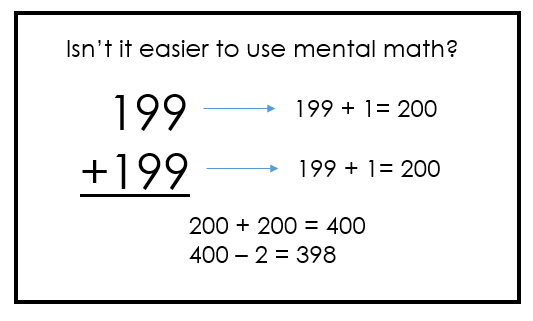 Isn't it easier to use mental math?
199 199 + 1= 200
+199 199 + 1= 200
200 + 200 = 400
400 – 2 = 398